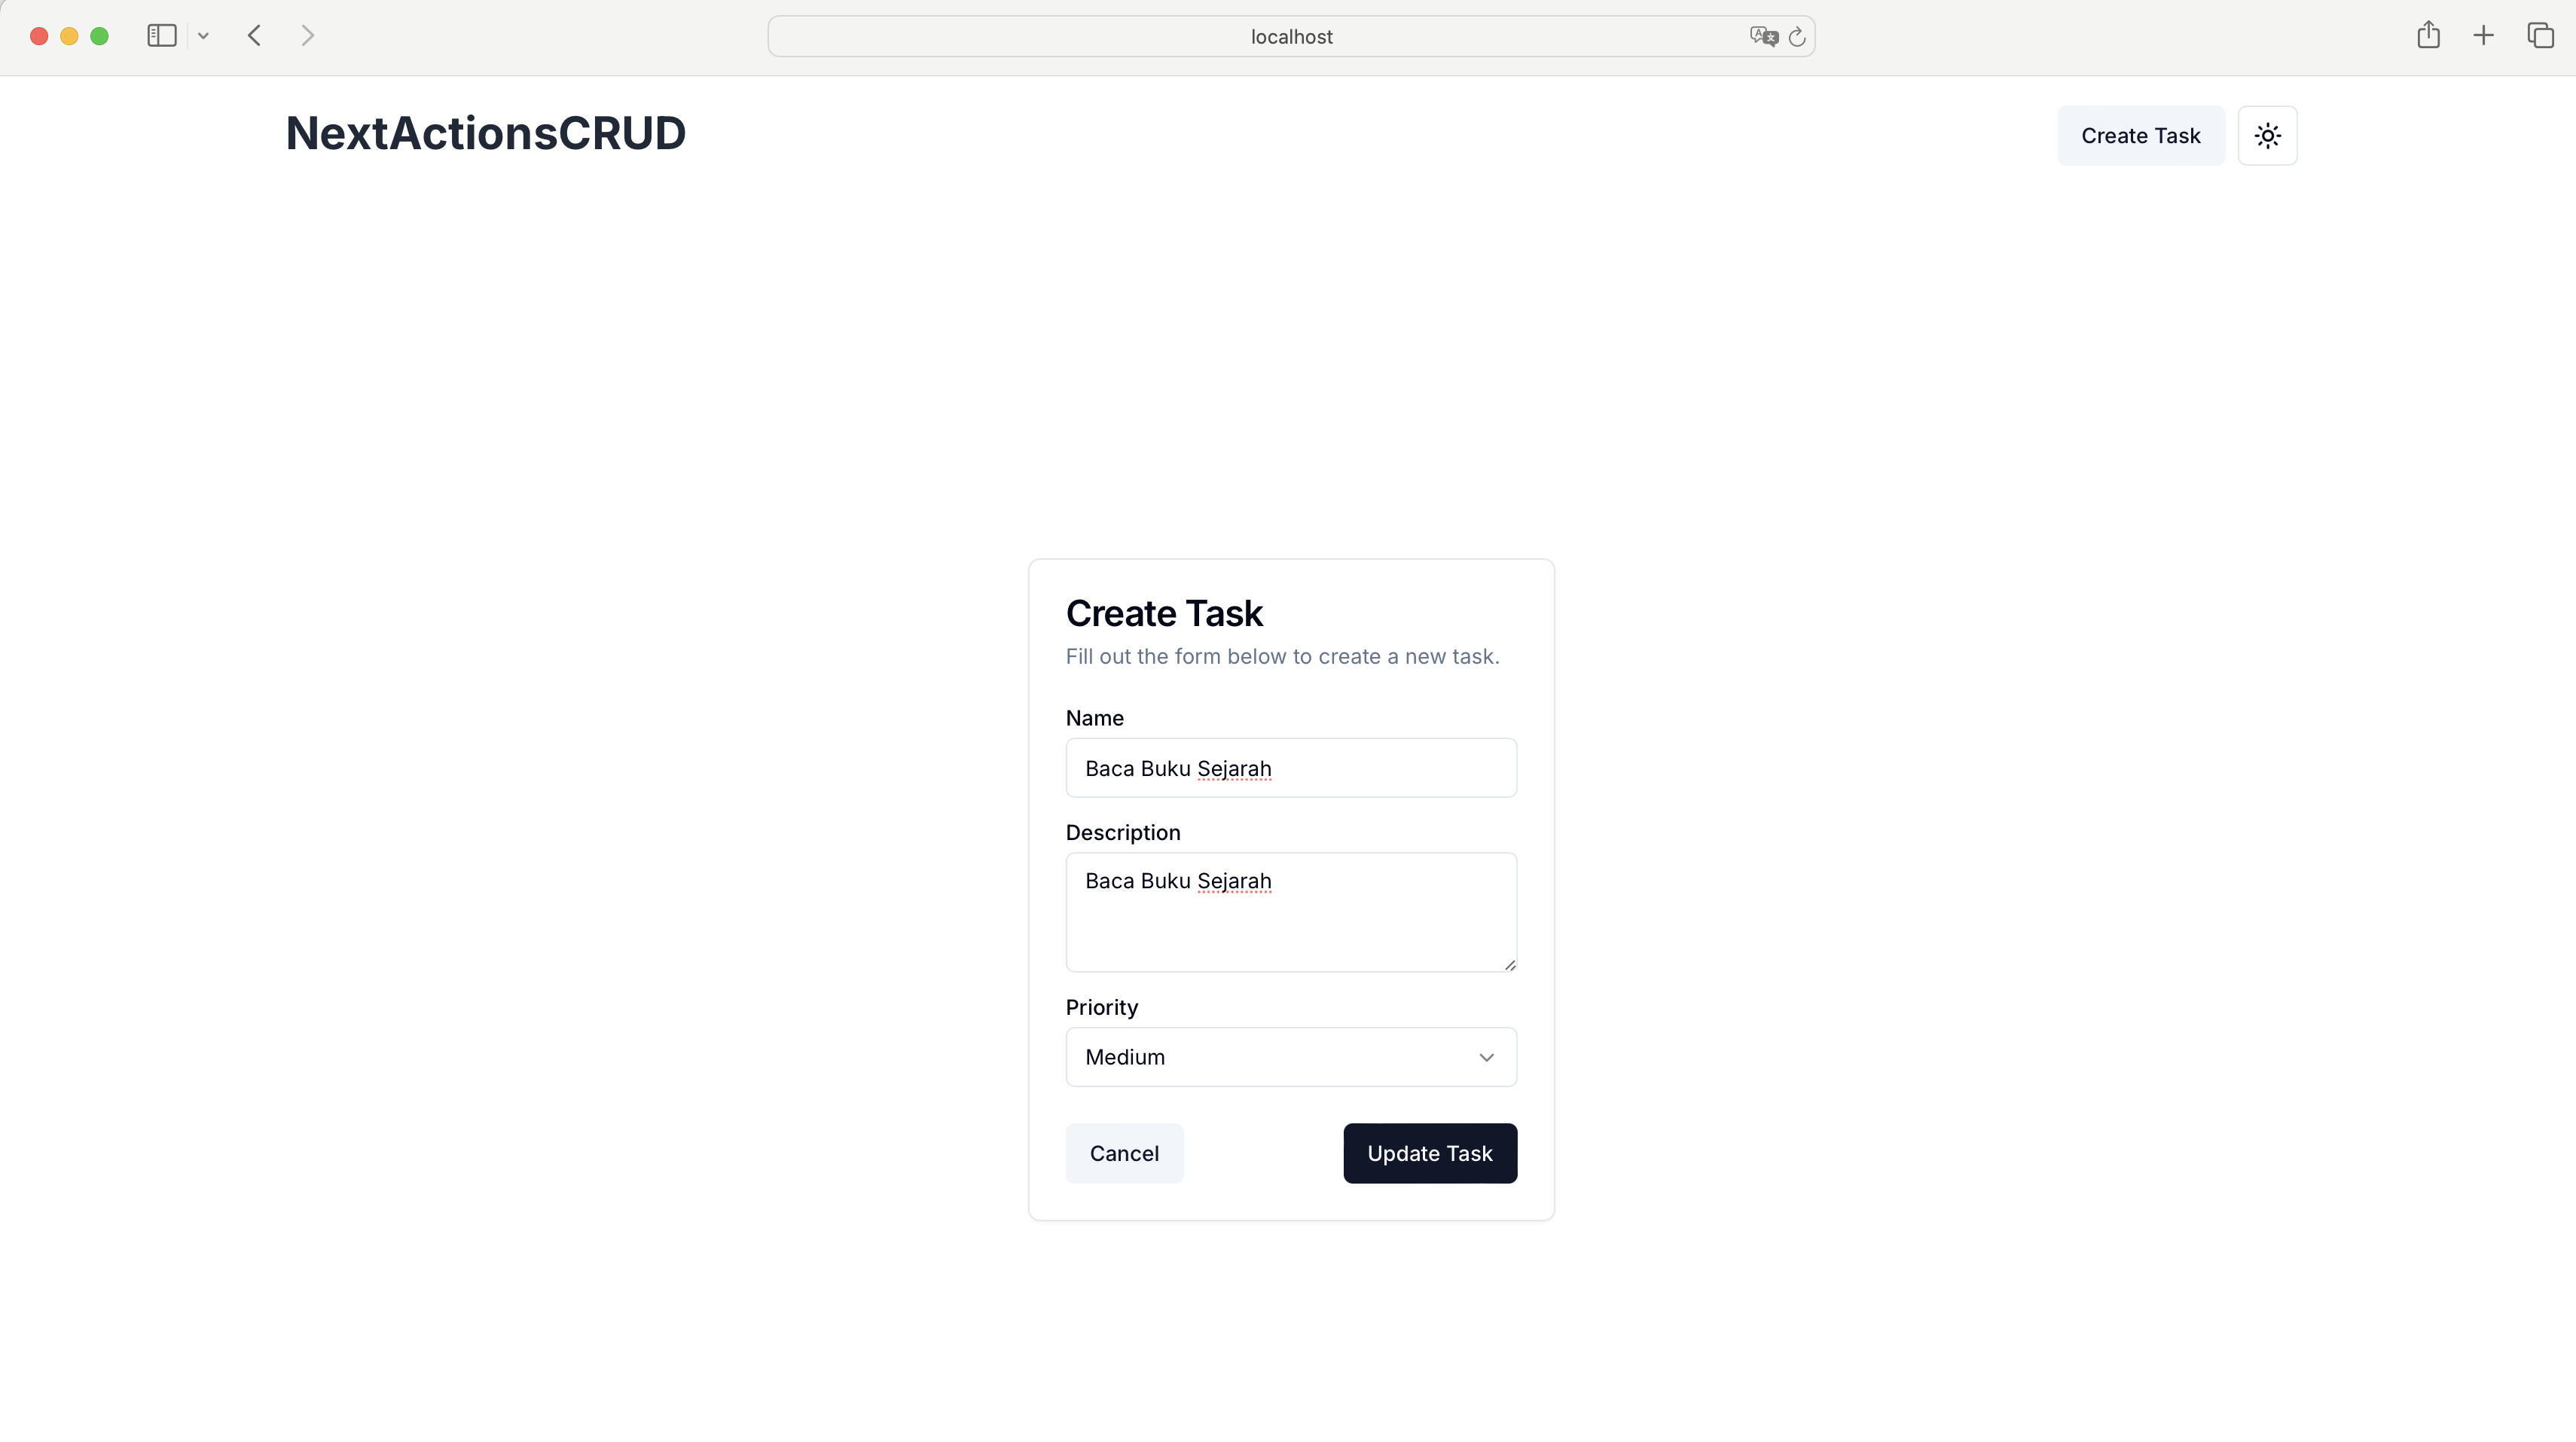 localhost
NextActionsCRUD
Create Task
Create Task
Fill out the form below to create a new task.
Name
Baca Buku Sejarah
Description
Baca Buku Sejarah
Priority
Medium
Cancel
Update Task